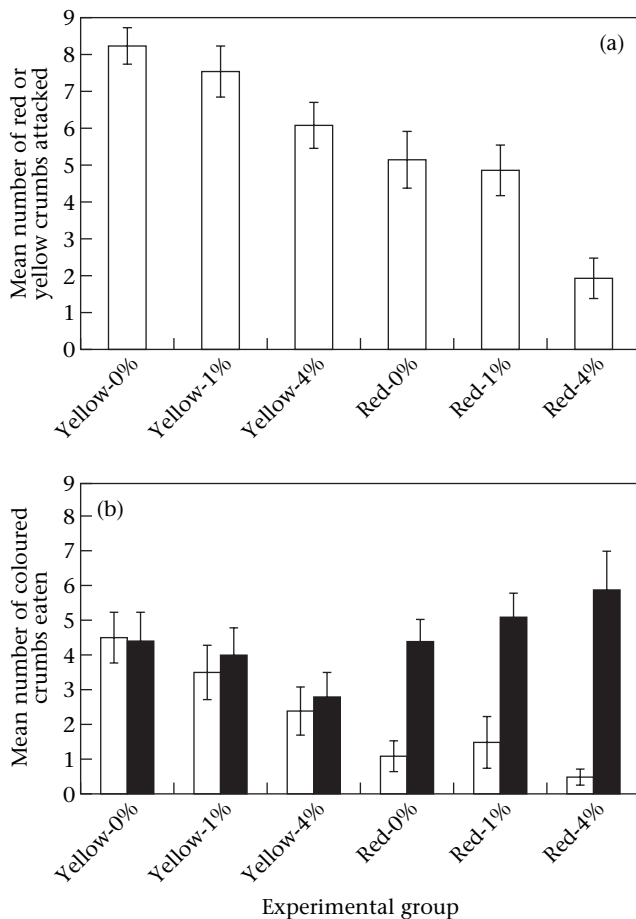 (a)
Mean number of red or
yellow crumbs attacked
9
8
7
6
5
4
3
2
1
0
Yellow-0%
Yellow-1%
Yellow-4%
Red-0%
Red-1%
Red-4%
(b)
Mean number of coloured
crumbs eaten
9
8
7
6
5
4
3
2
1
0
Yellow-0%
Yellow-1%
Yellow-4%
Red-0%
Red-1%
Red-4%
Experimental group